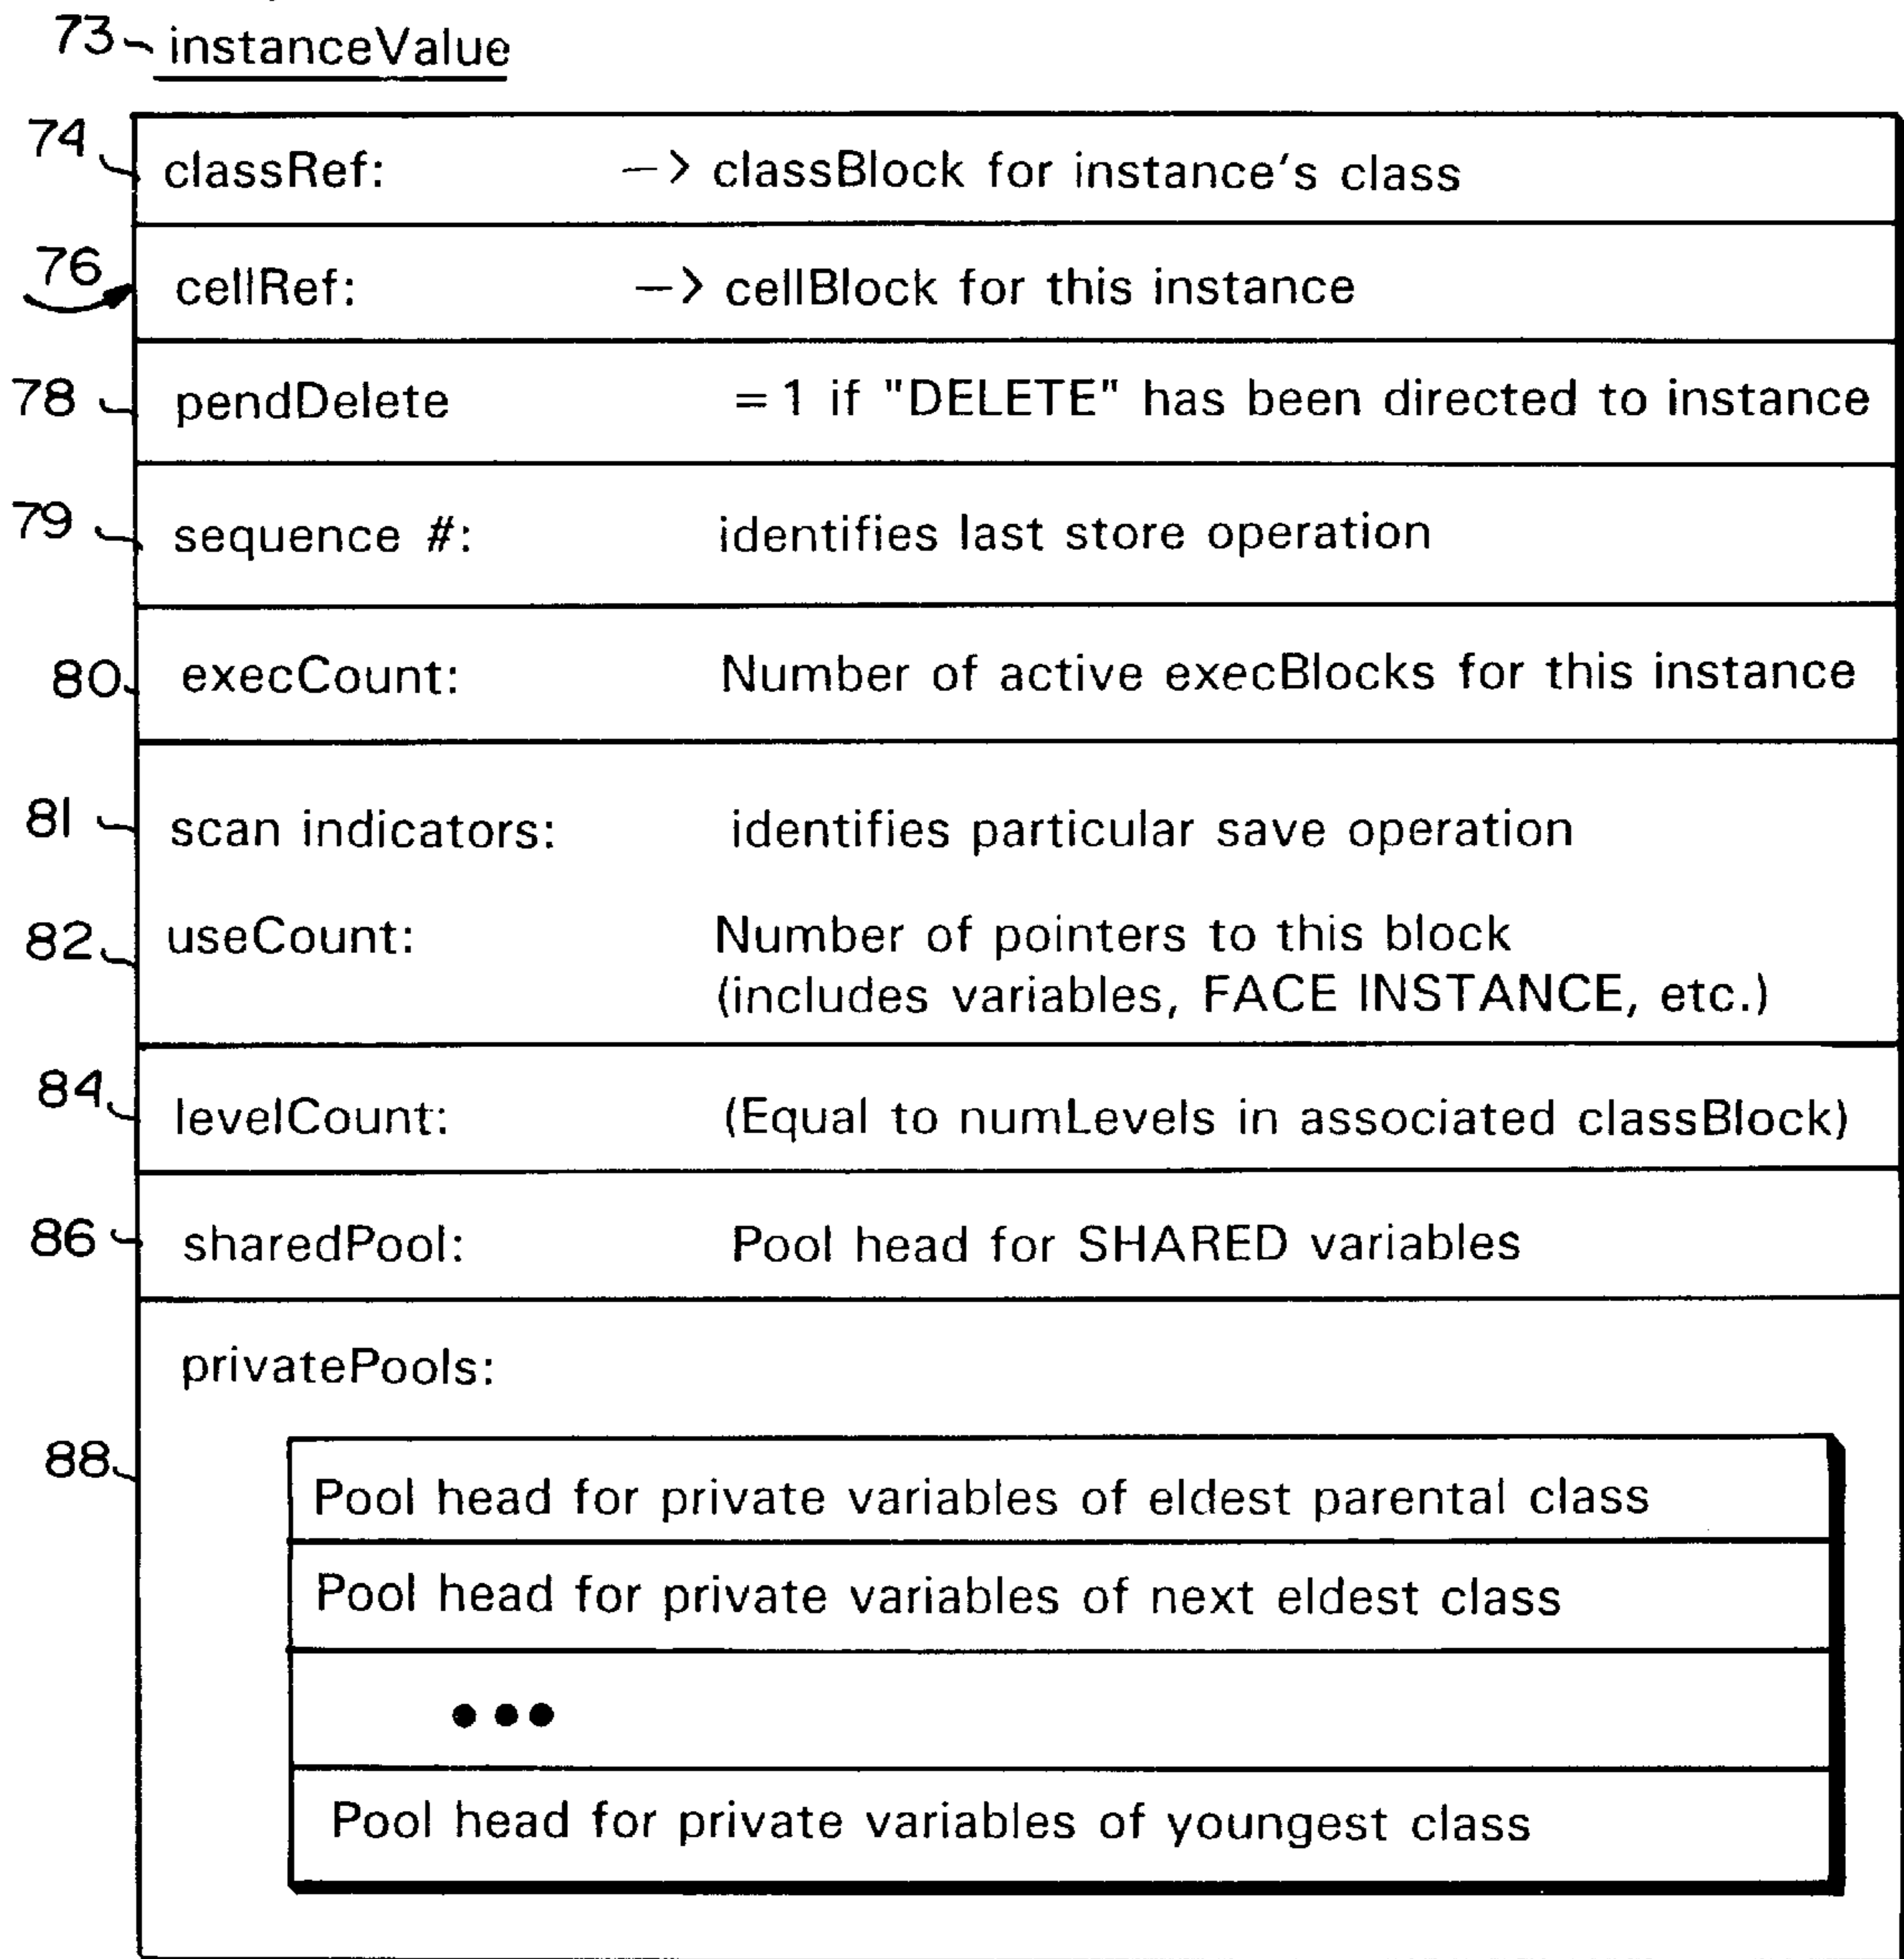 73 instanceValue
74 classRef: —> classBlock for instance's class
76 cellRef: —> cellBlock for this instance
78 pendDelete = 1 if "DELETE" has been directed to instance
79 sequence #: identifies last store operation
80 execCount: Number of active execBlocks for this instance
81 scan indicators: identifies particular save operation
82 useCount: Number of pointers to this block
(includes variables, FACE INSTANCE, etc.)
84 levelCount: (Equal to numLevels in associated classBlock)
86 sharedPool: Pool head for SHARED variables
privatePools:
88
Pool head for private variables of eldest parental class
Pool head for private variables of next eldest class
●●●
Pool head for private variables of youngest class